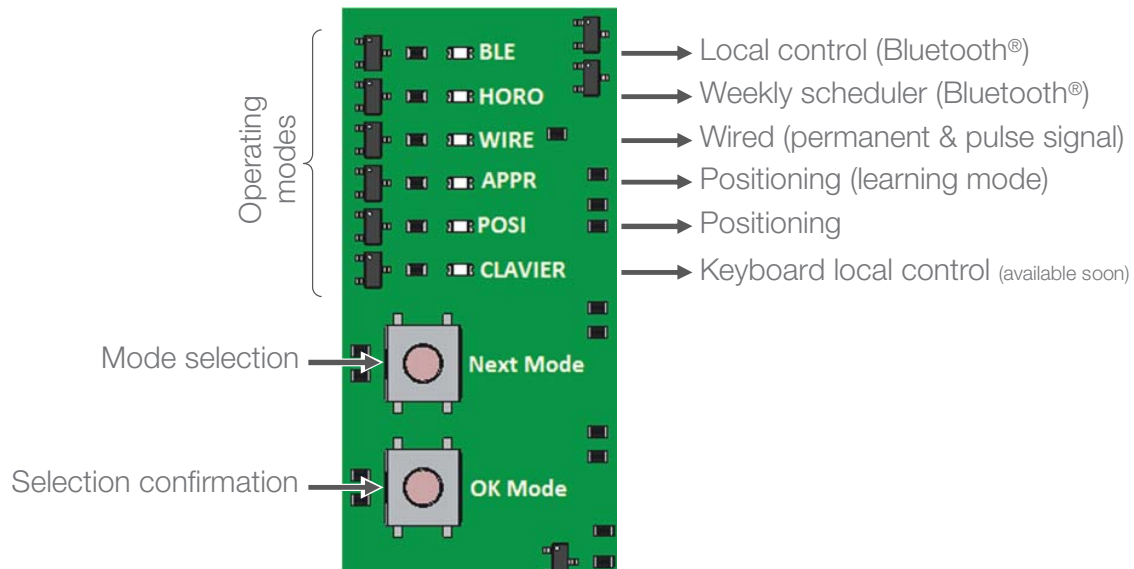 BLE
Local control (Bluetooth®)
HORO
Weekly scheduler (Bluetooth®)
WIRE
Wired (permanent & pulse signal)
APPR
Positioning (learning mode)
POSI
Positioning
CLAVIER
Keyboard local control (available soon)
Operating
modes
Mode selection
Next Mode
Selection confirmation
OK Mode